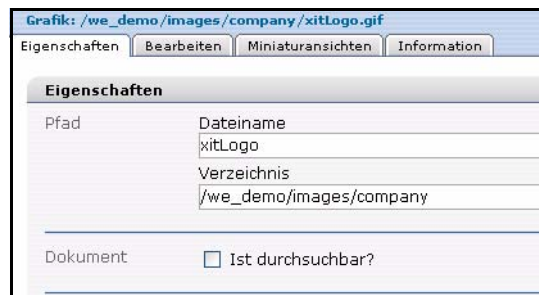 Grafik: /we_demo/images/company/xitLogo.gif
Eigenschaften Bearbeiten Miniaturansichten Information
Eigenschaften
Pfad Dateiname
xitLogo
Verzeichnis
/we_demo/images/company
Dokument Ist durchsuchbar?